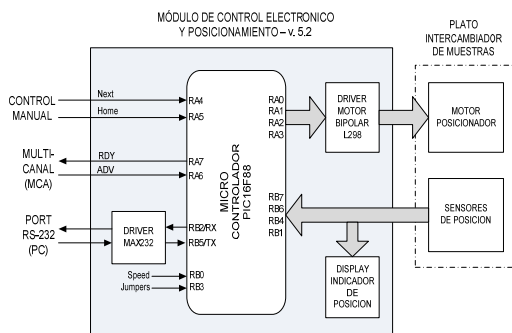 MÓDULO DE CONTROL ELECTRONICO
Y POSICIONAMIENTO – v. 5.2
PLATO
INTERCAMBIADOR
DE MUESTRAS
CONTROL
MANUAL
Next
Home
RA4
RA5
MULTI-
CANAL
(MCA)
RDY
ADV
RA7
RA6
PORT
RS-232
(PC)
DRIVER
MAX232
RB2/RX
RB5/TX
Speed
Jumpers
RB0
RB3
MICRO
CONTROLADOR
PIC16F88
RA0
RA1
RA2
RA3
RB7
RB6
RB4
RB1
DRIVER
MOTOR
BIPOLAR
L298
MOTOR
POSICIONADOR
SENSORES
DE POSICION
DISPLAY
INDICADOR
DE
POSICION